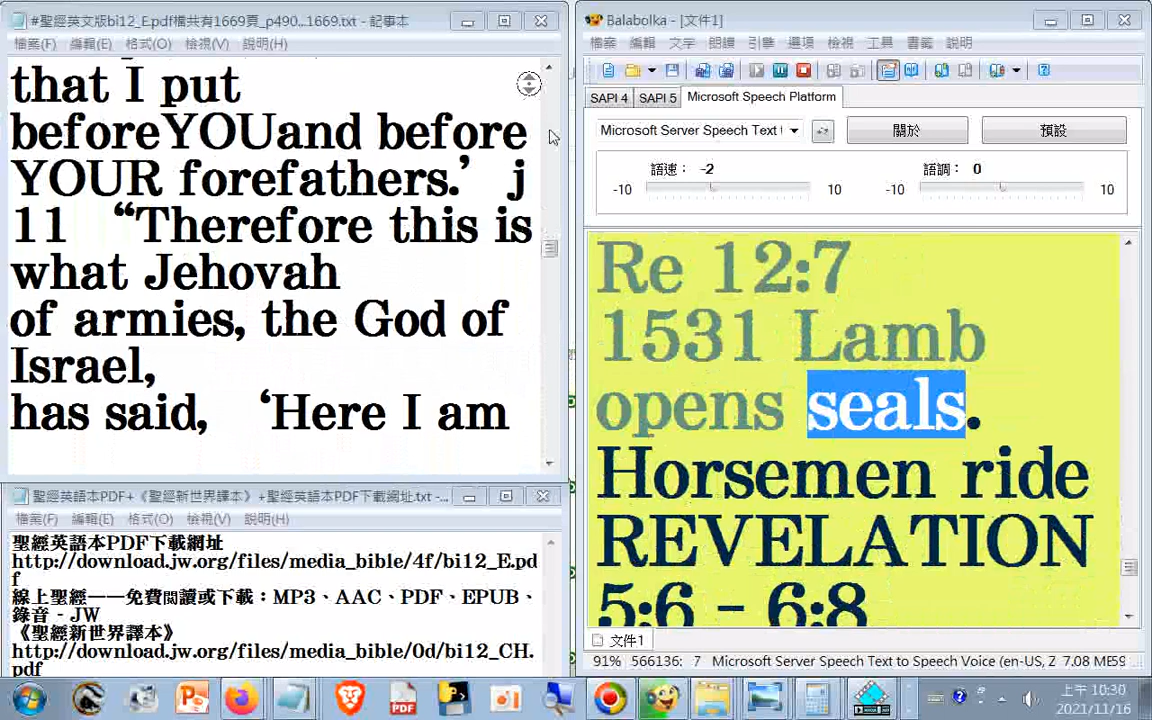 #聖經英文版bi12_E.pdf檔共有1669頁_p490...1669.txt - 記事本
檔案(F) 編輯(E) 格式(O) 檢視(V) 說明(H)
that I put
beforeYOUand before
YOUR forefathers.’ j
11 “Therefore this is
what Jehovah
of armies, the God of
Israel,
has said, ‘Here I am
聖經英語本PDF+《聖經新世界譯本》+聖經英語本PDF下載網址.txt -...
檔案(F) 編輯(E) 格式(O) 檢視(V) 說明(H)
聖經英語本PDF下載網址
http://download.jw.org/files/media_bible/4f/bi12_E.pd
f
線上聖經——免費閱讀或下載：MP3、AAC、PDF、EPUB、
錄音 - JW
《聖經新世界譯本》
http://download.jw.org/files/media_bible/0d/bi12_CH.
pdf
Balabolka - [文件1]
檔案 編輯 文字 朗讀 引擎 選項 檢視 工具 書籤 說明
SAPI 4 SAPI 5 Microsoft Speech Platform
Microsoft Server Speech Text 關於 預設
語速： -2 語調： 0
-10 10 -10 10
Re 12:7
1531 Lamb
opens seals.
Horsemen ride
REVELATION
5:6 - 6:8
文件1
91% 566136: 7 Microsoft Server Speech Text to Speech Voice (en-US, Z 7.08 ME59
上午 10:30
2021/11/16